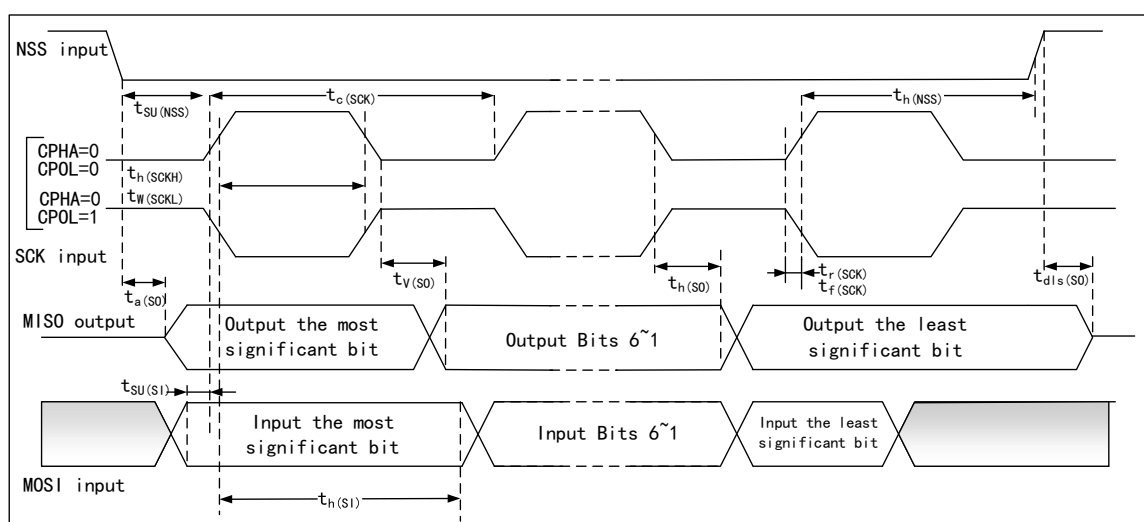 NSS input
tSU(NSS)
tc(SCK)
th(NSS)
CPHA=0
CPOL=0
th(SCKH)
tW(SCKL)
CPHA=0
CPOL=1
SCK input
ta(SO)
tV(SO)
th(SO)
tr(SCK)
tf(SCK)
tdis(SO)
MISO output
Output the most
significant bit
Output Bits 6~1
Output the least
significant bit
tSU(SI)
Input the most
significant bit
Input Bits 6~1
Input the least
significant bit
MOSI input
th(SI)